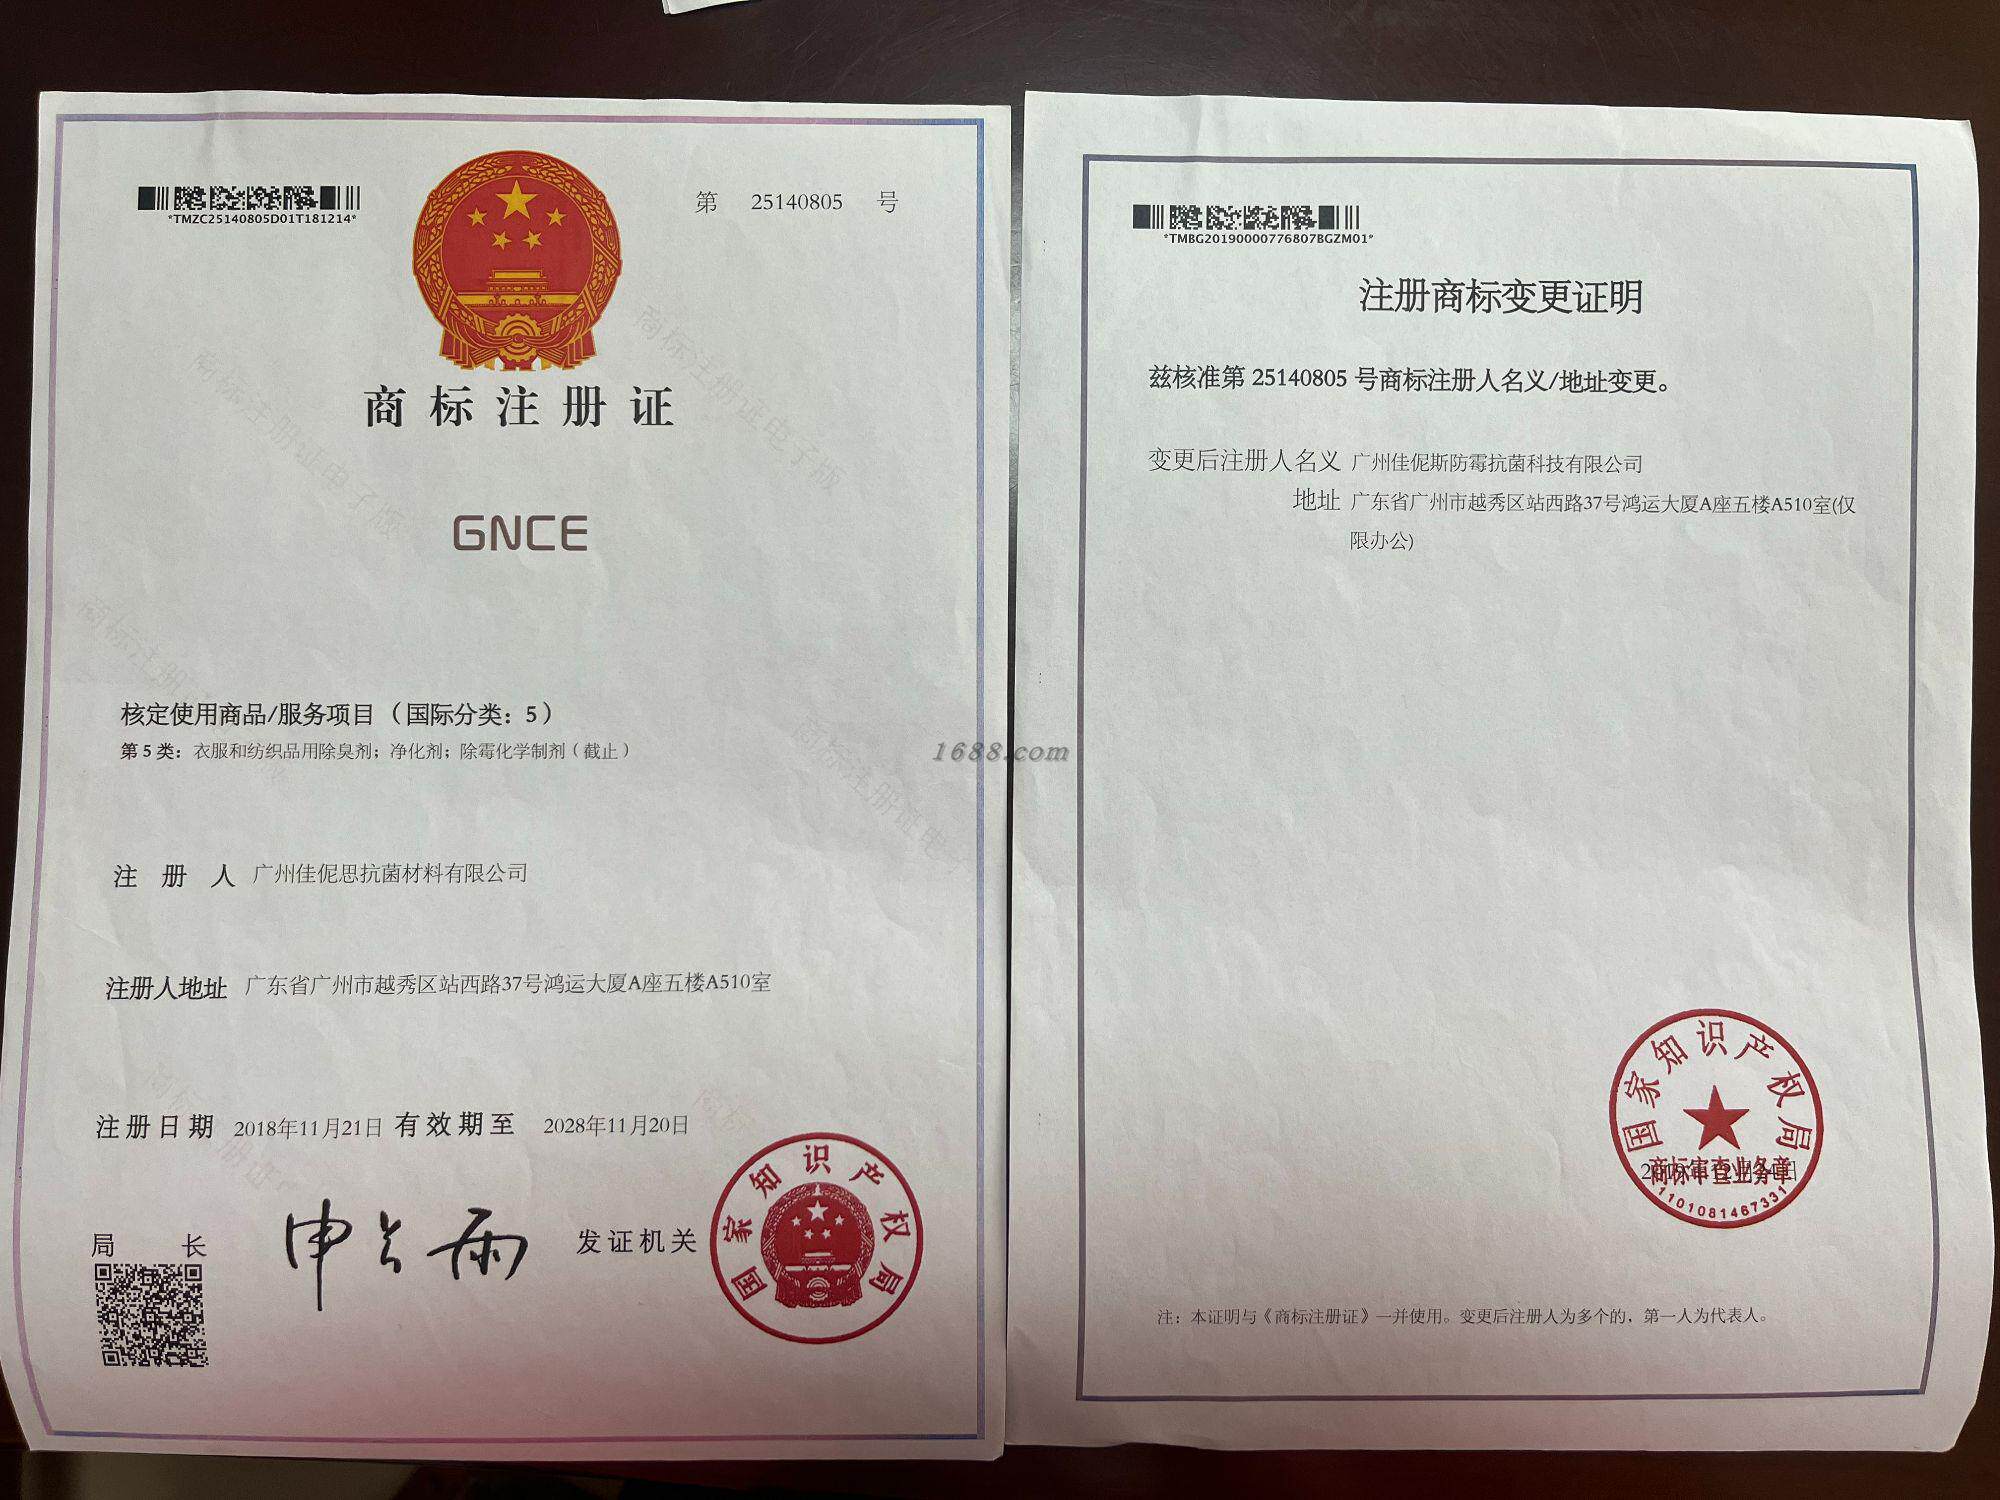 *TMZC25140805D01T181214*
第 25140805 号
商标注册证
GNCE
核定使用商品/服务项目（国际分类：5）
第5类：衣服和纺织品用除臭剂；净化剂；除霉化学制剂（截止）
注册人 广州佳伲思抗菌材料有限公司
注册人地址 广东省广州市越秀区站西路37号鸿运大厦A座五楼A510室
注册日期 2018年11月21日 有效期至 2028年11月20日
局长 申长雨 发证机关
国家知识产权局
商标注册证电子版
1688.com
*TMBG20190000776807BGZM01*
注册商标变更证明
兹核准第 25140805 号商标注册人名义/地址变更。
变更后注册人名义 广州佳伲斯防霉抗菌科技有限公司
地址 广东省广州市越秀区站西路37号鸿运大厦A座五楼A510室(仅
限办公)
国家知识产权局
商标审查业务章
1101081467331
注：本证明与《商标注册证》一并使用。变更后注册人为多个的，第一人为代表人。